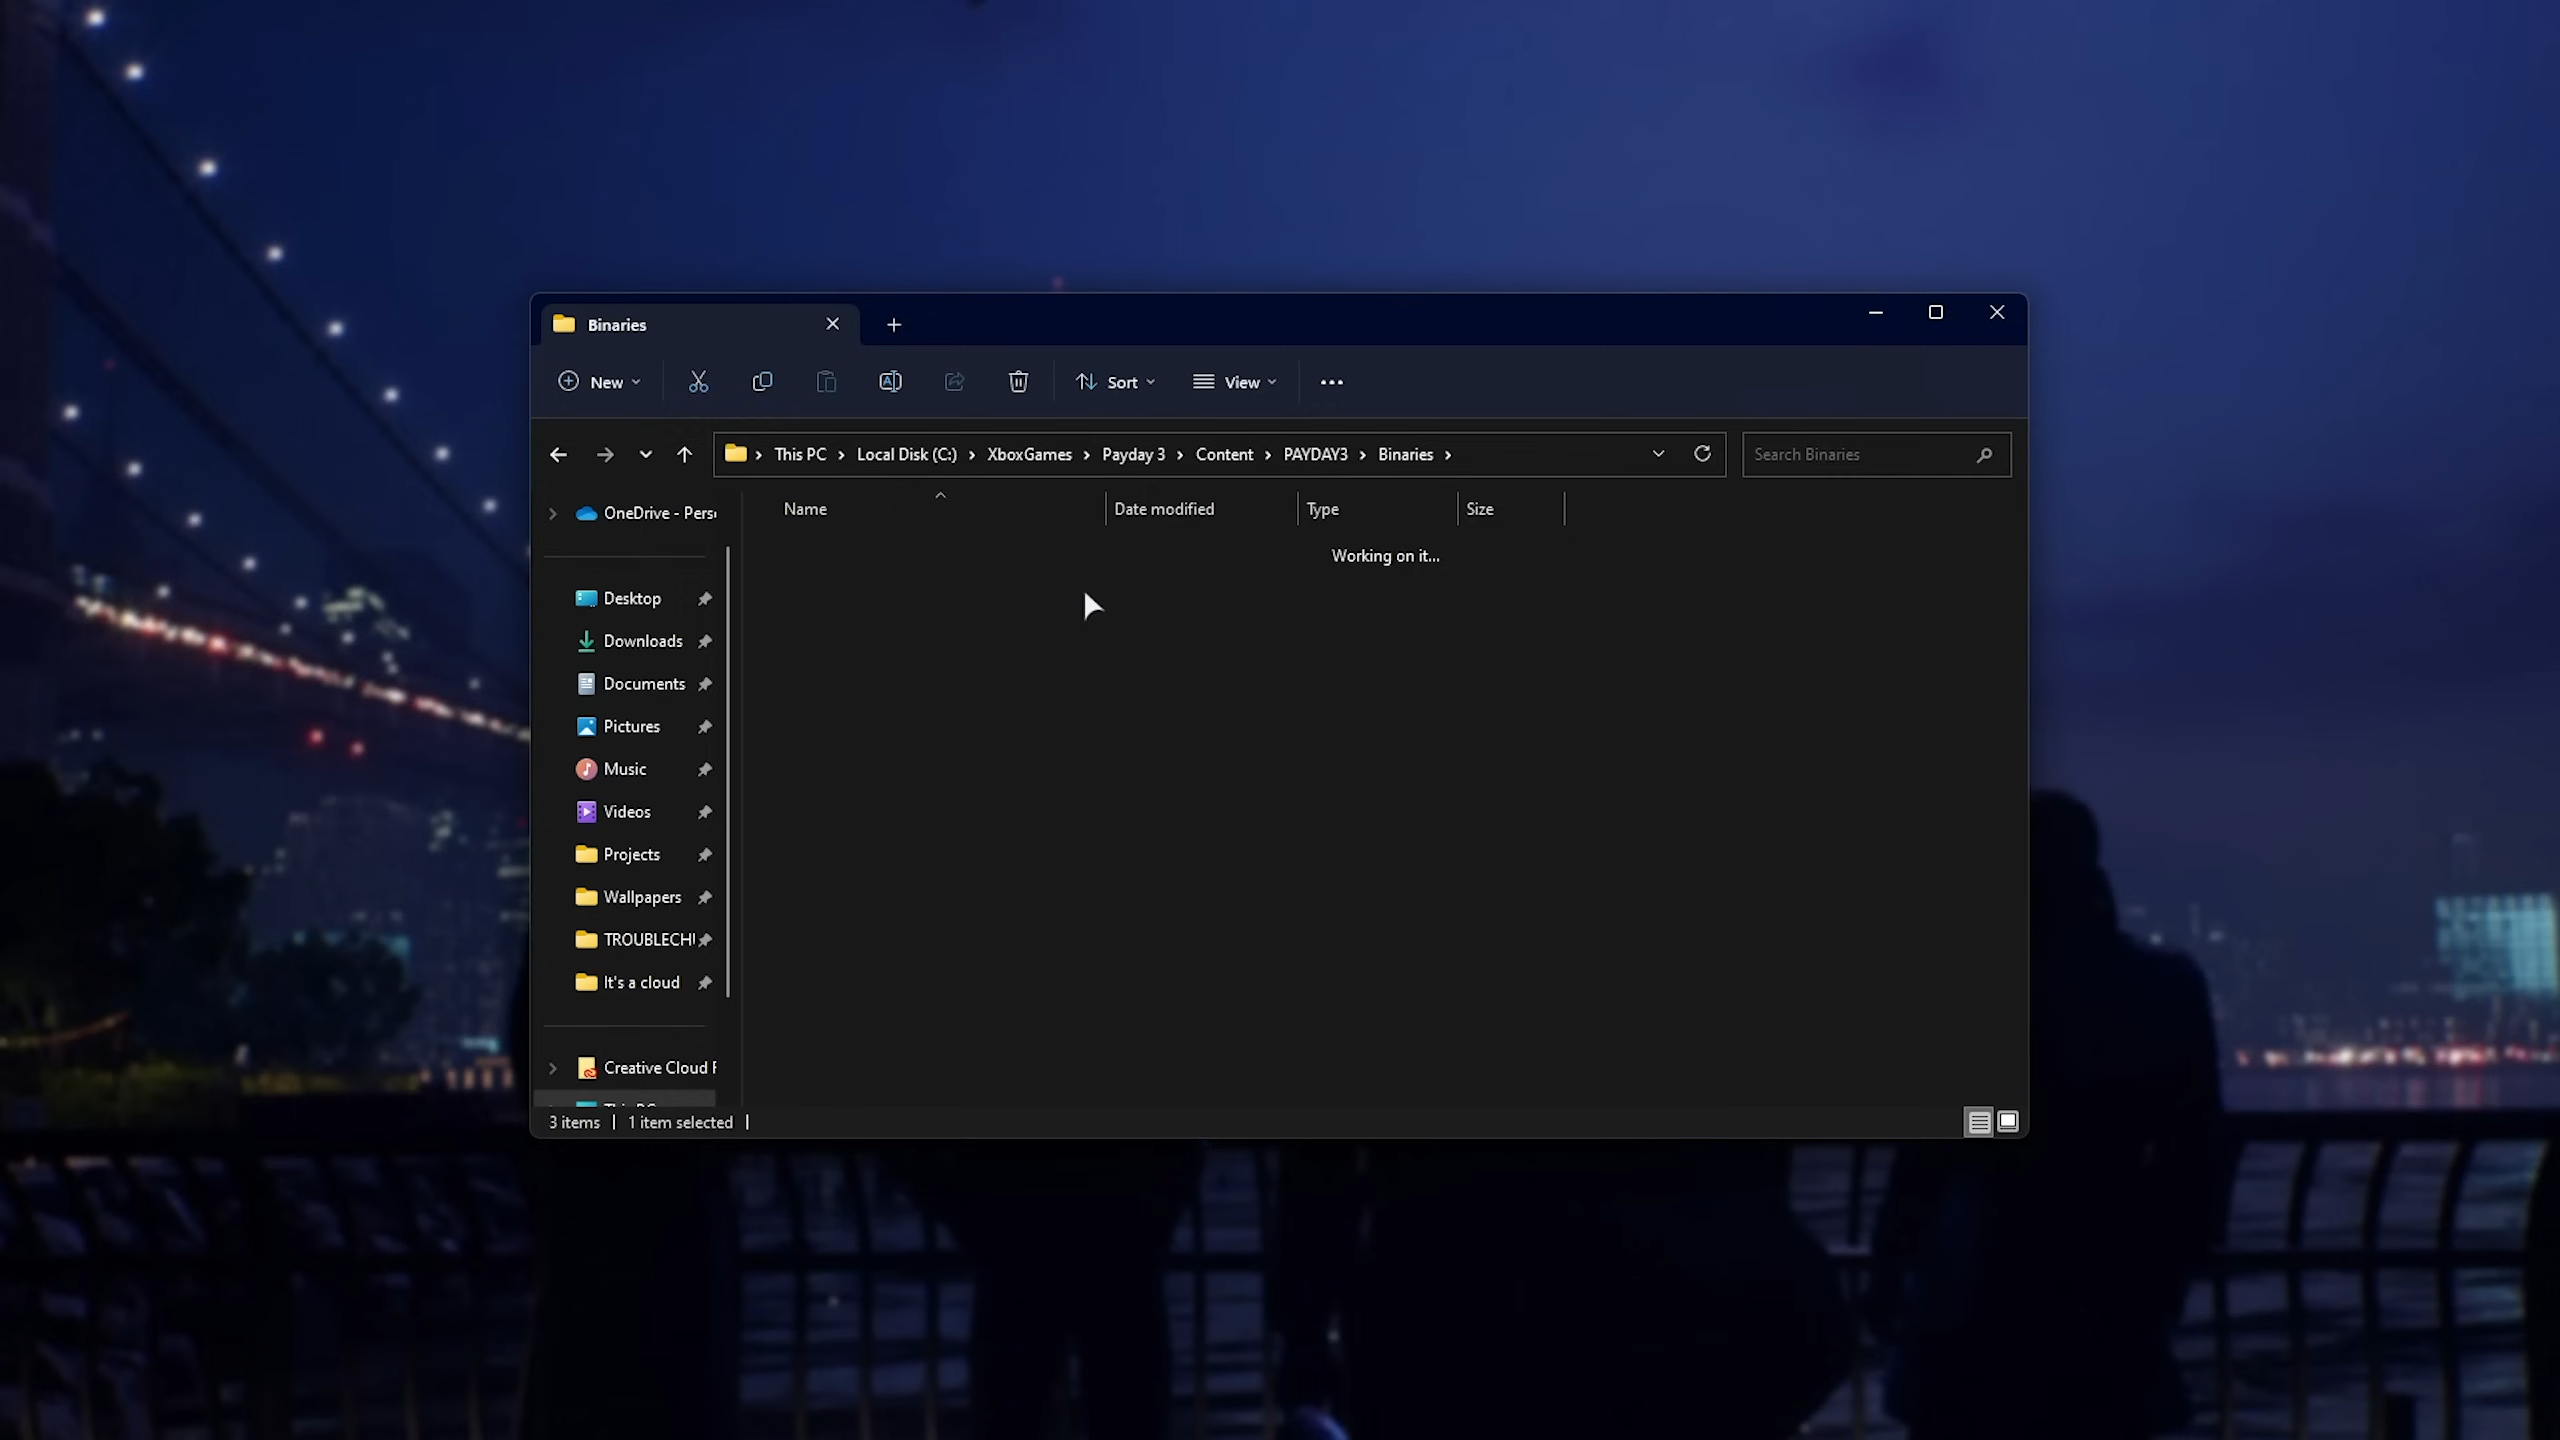 Binaries
New
Sort
View
This PC > Local Disk (C:) > XboxGames > Payday 3 > Content > PAYDAY3 > Binaries >
Search Binaries
Name
Date modified
Type
Size
Working on it...
OneDrive - Pers
Desktop
Downloads
Documents
Pictures
Music
Videos
Projects
Wallpapers
TROUBLECH
It's a cloud
Creative Cloud F
This PC
3 items
1 item selected